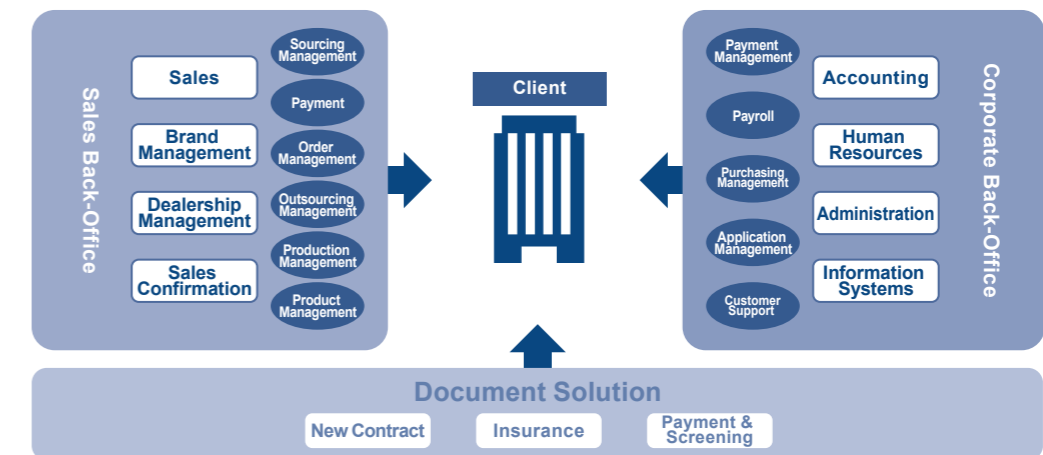 Sales Back-Office
Sales
Brand
Management
Dealership
Management
Sales
Confirmation
Sourcing
Management
Payment
Order
Management
Outsourcing
Management
Production
Management
Product
Management
Client
Payment
Management
Payroll
Purchasing
Management
Application
Management
Customer
Support
Accounting
Human
Resources
Administration
Information
Systems
Corporate Back-Office
Document Solution
New Contract
Insurance
Payment &
Screening